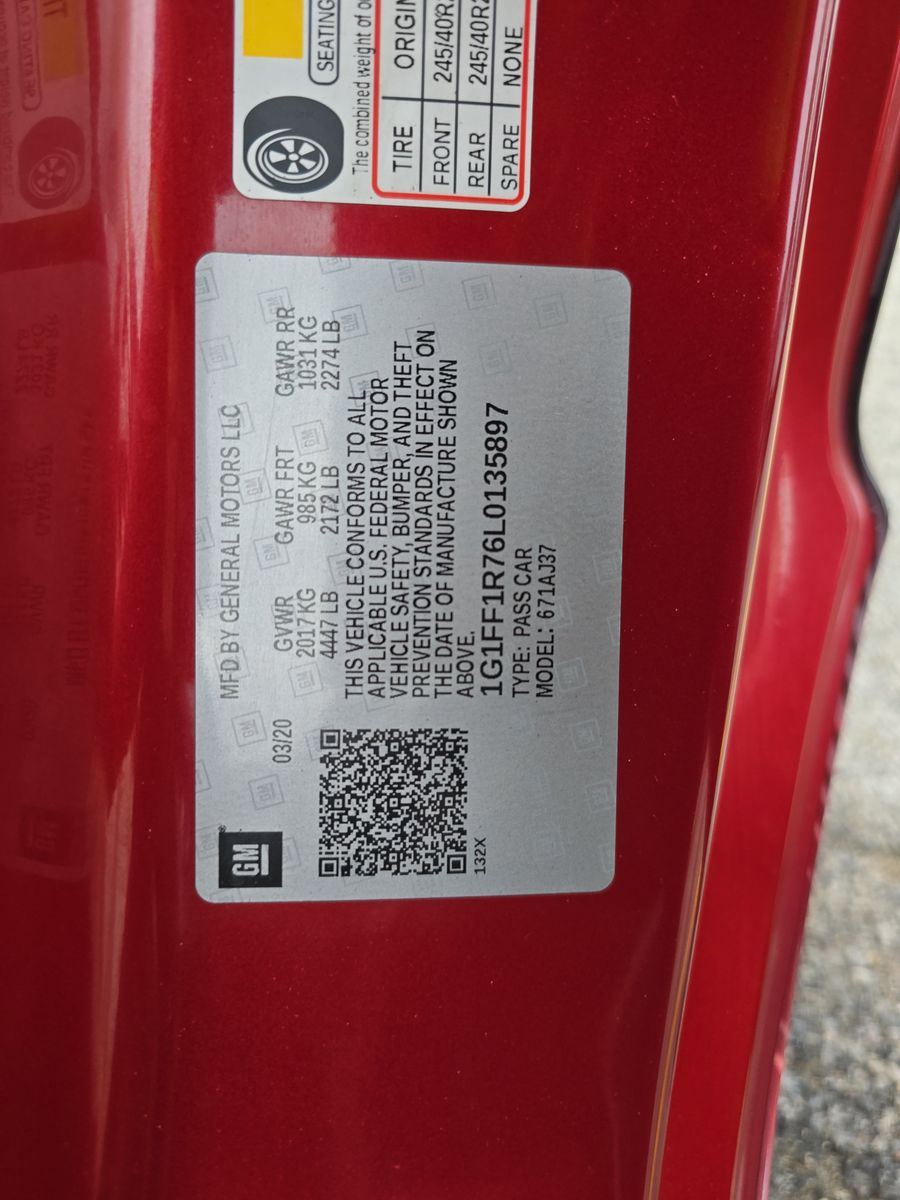 SEATING
The combined weight of
TIRE
FRONT 245/40R2
REAR 245/40R2
SPARE NONE
GM
MFD BY GENERAL MOTORS LLC
03/20
GVWR GAWR FRT GAWR RR
2017 KG 985 KG 1031 KG
4447 LB 2172 LB 2274 LB
THIS VEHICLE CONFORMS TO ALL
APPLICABLE U.S. FEDERAL MOTOR
VEHICLE SAFETY, BUMPER, AND THEFT
PREVENTION STANDARDS IN EFFECT ON
THE DATE OF MANUFACTURE SHOWN
ABOVE.
1G1FF1R76L0135897
TYPE: PASS CAR
MODEL: 671AJ37
132X